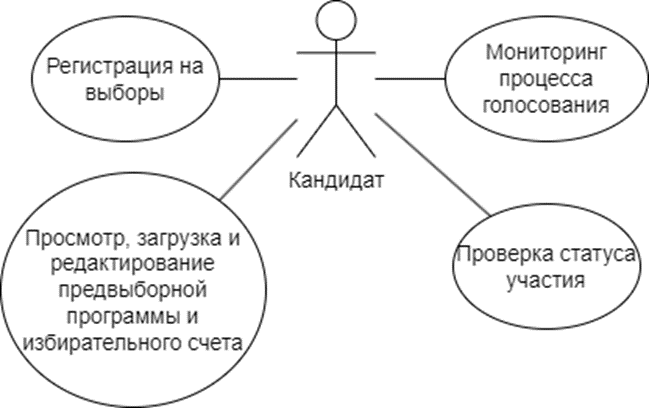 Регистрация на
выборы
Мониторинг
процесса
голосования
Кандидат
Просмотр, загрузка и
редактирование
предвыборной
программы и
избирательного счета
Проверка статуса
участия